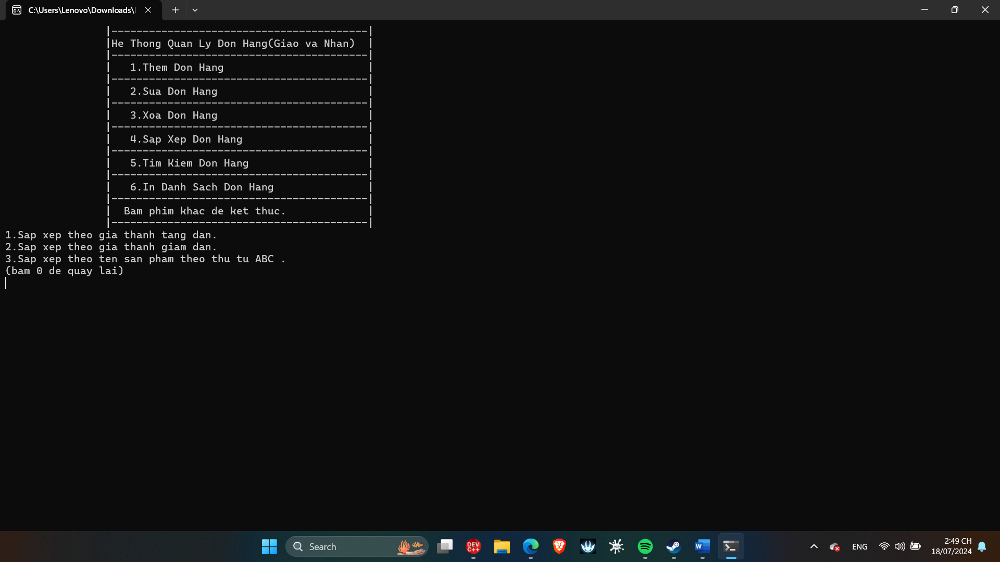 C:\Users\Lenovo\Downloads\
|-----------------------------------------|
|He Thong Quan Ly Don Hang(Giao va Nhan)  |
|-----------------------------------------|
|   1.Them Don Hang                       |
|-----------------------------------------|
|   2.Sua Don Hang                        |
|-----------------------------------------|
|   3.Xoa Don Hang                        |
|-----------------------------------------|
|   4.Sap Xep Don Hang                    |
|-----------------------------------------|
|   5.Tim Kiem Don Hang                   |
|-----------------------------------------|
|   6.In Danh Sach Don Hang               |
|-----------------------------------------|
|  Bam phim khac de ket thuc.             |
|-----------------------------------------|
1.Sap xep theo gia thanh tang dan.
2.Sap xep theo gia thanh giam dan.
3.Sap xep theo ten san pham theo thu tu ABC .
(bam 0 de quay lai)
Search
DEV C++
W
ENG
2:49 CH
18/07/2024